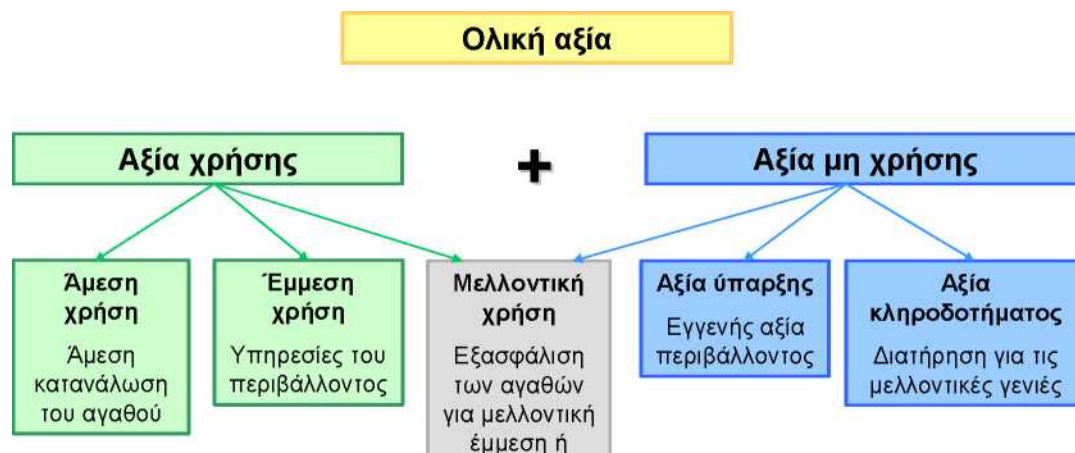 Ολική αξία
Αξία χρήσης
+
Αξία μη χρήσης
Άμεση
χρήση
Άμεση
κατανάλωση
του αγαθού
Έμμεση
χρήση
Υπηρεσίες του
περιβάλλοντος
Μελλοντική
χρήση
Εξασφάλιση
των αγαθών
για μελλοντική
έμμεση ή
Αξία ύπαρξης
Εγγενής αξία
περιβάλλοντος
Αξία
κληροδοτήματος
Διατήρηση για τις
μελλοντικές γενιές